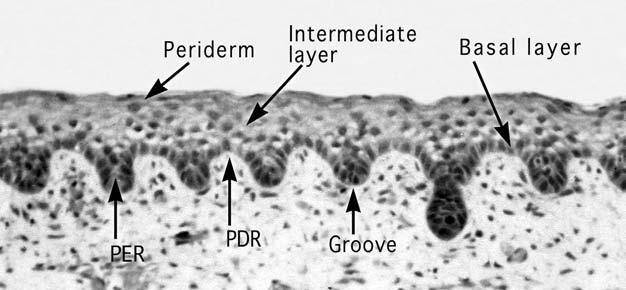 Periderm
Intermediate
layer
Basal layer
PER
PDR
Groove